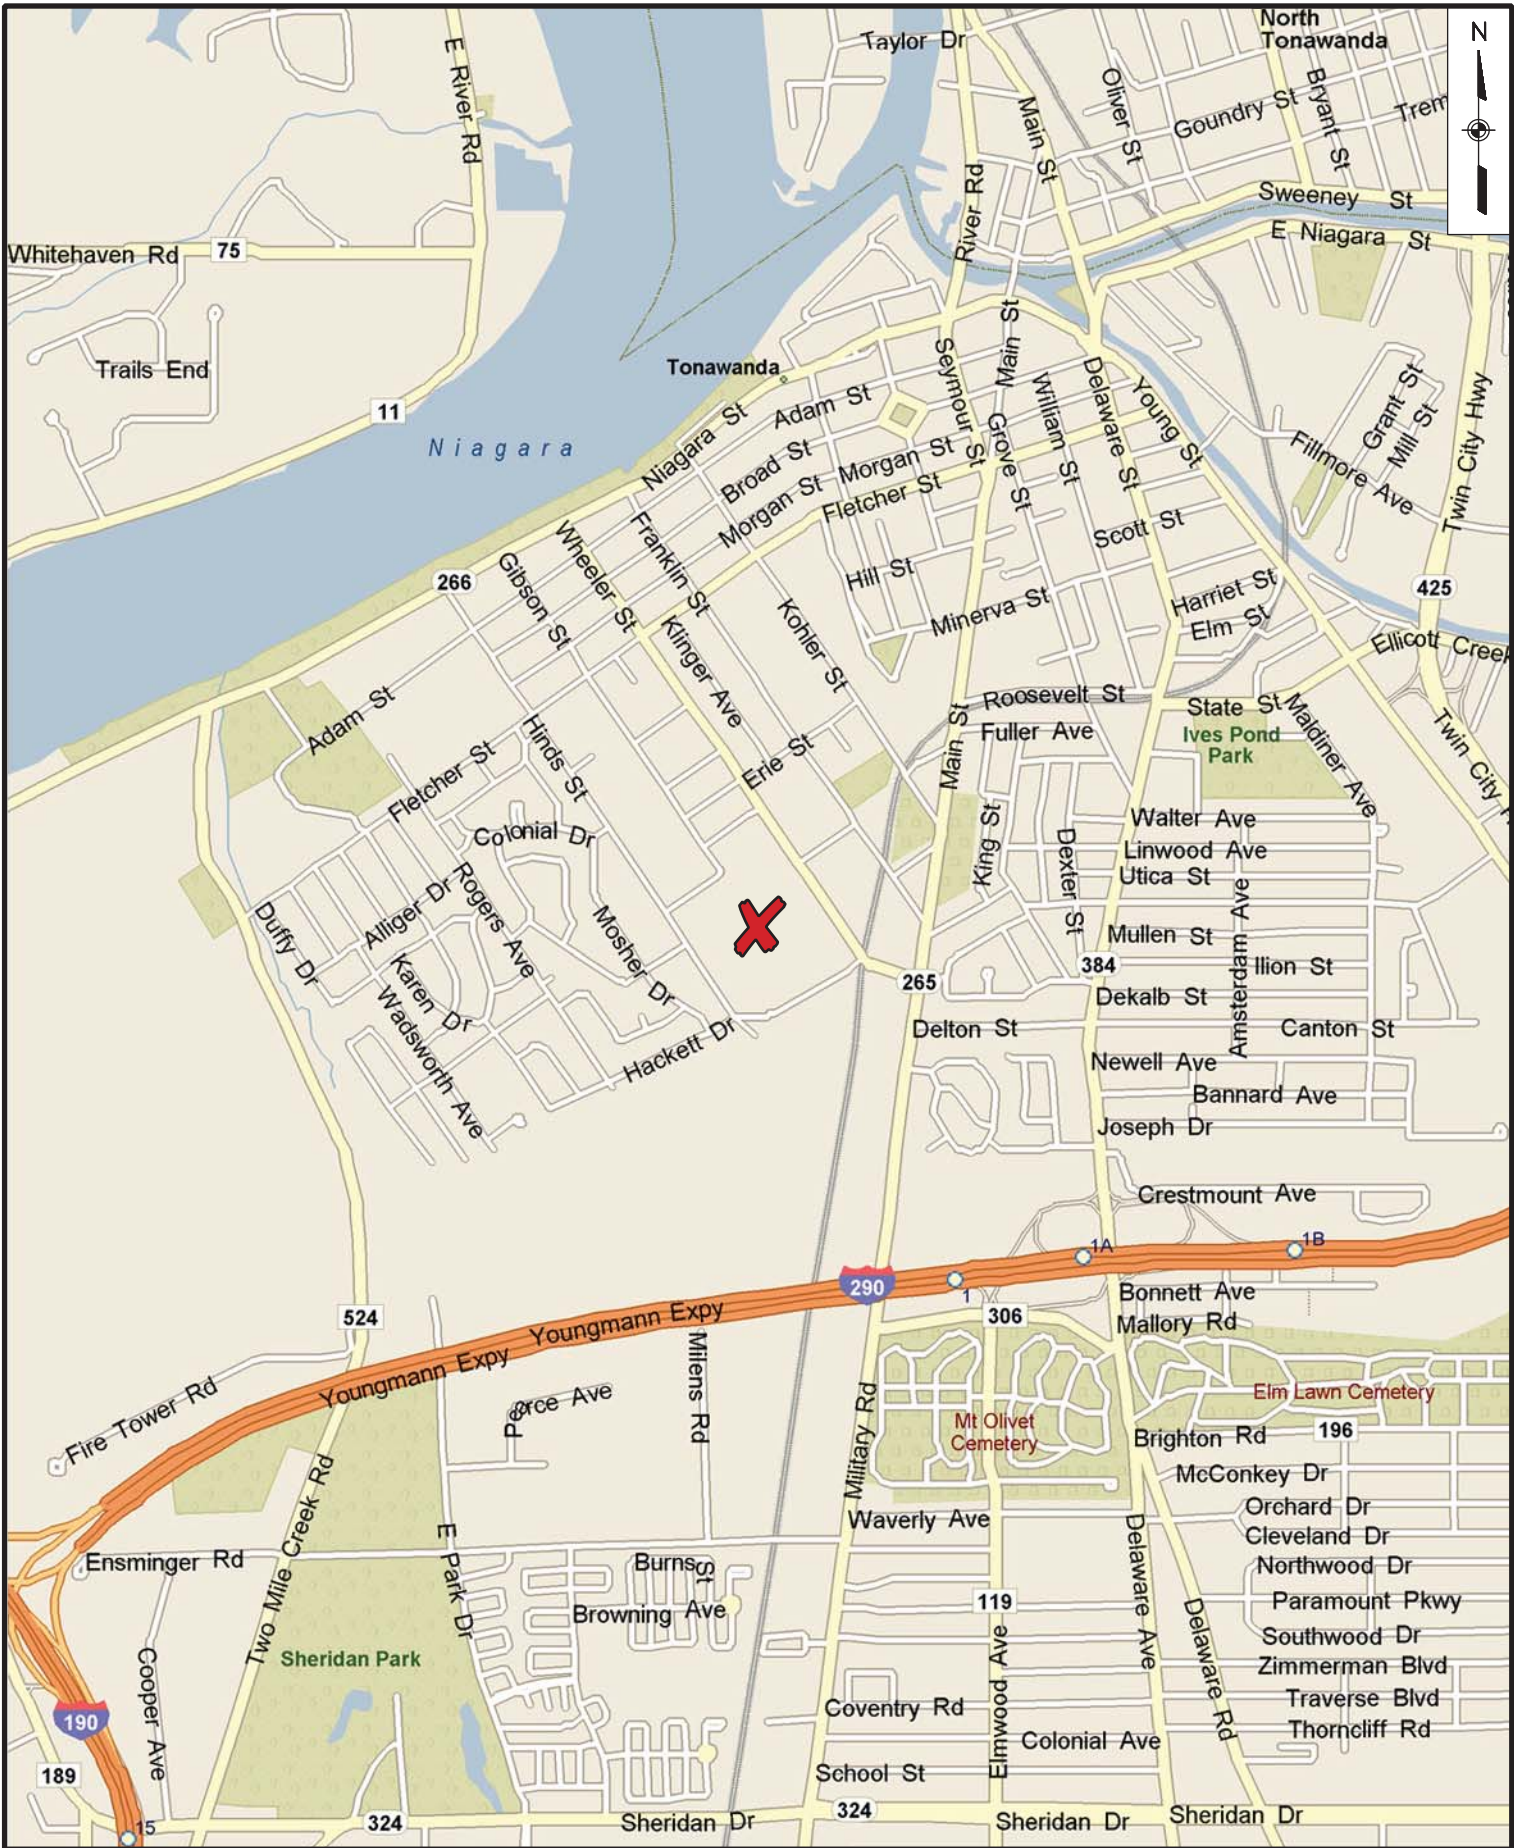 North
Tonawanda
N
Taylor Dr
E River Rd
Main St
Oliver St
Goundry St
Bryant St
Trem
River Rd
Sweeney St
E Niagara St
Whitehaven Rd
75
Trails End
11
Niagara
Tonawanda
Niagara St
Adam St
Broad St
Morgan St
Morgan St
Fletcher St
Seymour St
Main St
Grove St
William St
Delaware St
Young St
Grant St
Mill St
Fillmore Ave
Twin City Hwy
425
Scott St
Harriet St
Elm St
Ellicott Creek
266
Gibson St
Wheeler St
Franklin St
Klinger Ave
Kohler St
Hill St
Minerva St
Roosevelt St
Fuller Ave
State St
Ives Pond
Park
Maldiner Ave
Twin City
Adam St
Fletcher St
Hinds St
Erie St
Main St
King St
Dexter St
Colonial Dr
Alliger Dr
Rogers Ave
Mosher Dr
Duffy Dr
Karen Dr
Wadsworth Ave
Hackett Dr
Walter Ave
Linwood Ave
Utica St
Amsterdam Ave
Mullen St
384
Ilion St
265
Dekalb St
Delton St
Canton St
Newell Ave
Bannard Ave
Joseph Dr
Crestmount Ave
1A
1B
290
1
306
Bonnett Ave
Mallory Rd
524
Youngmann Expy
Youngmann Expy
Fire Tower Rd
Pearce Ave
Milens Rd
Military Rd
Mt Olivet
Cemetery
Elm Lawn Cemetery
Brighton Rd
196
McConkey Dr
Orchard Dr
Cleveland Dr
Northwood Dr
Paramount Pkwy
Southwood Dr
Zimmerman Blvd
Traverse Blvd
Thorncliff Rd
Waverly Ave
Ensminger Rd
Two Mile Creek Rd
E Park Dr
Burns St
Browning Ave
119
Delaware Ave
Delaware Rd
Elmwood Ave
Sheridan Park
Cooper Ave
190
189
15
Coventry Rd
Colonial Ave
School St
324
Sheridan Dr
324
Sheridan Dr
Sheridan Dr